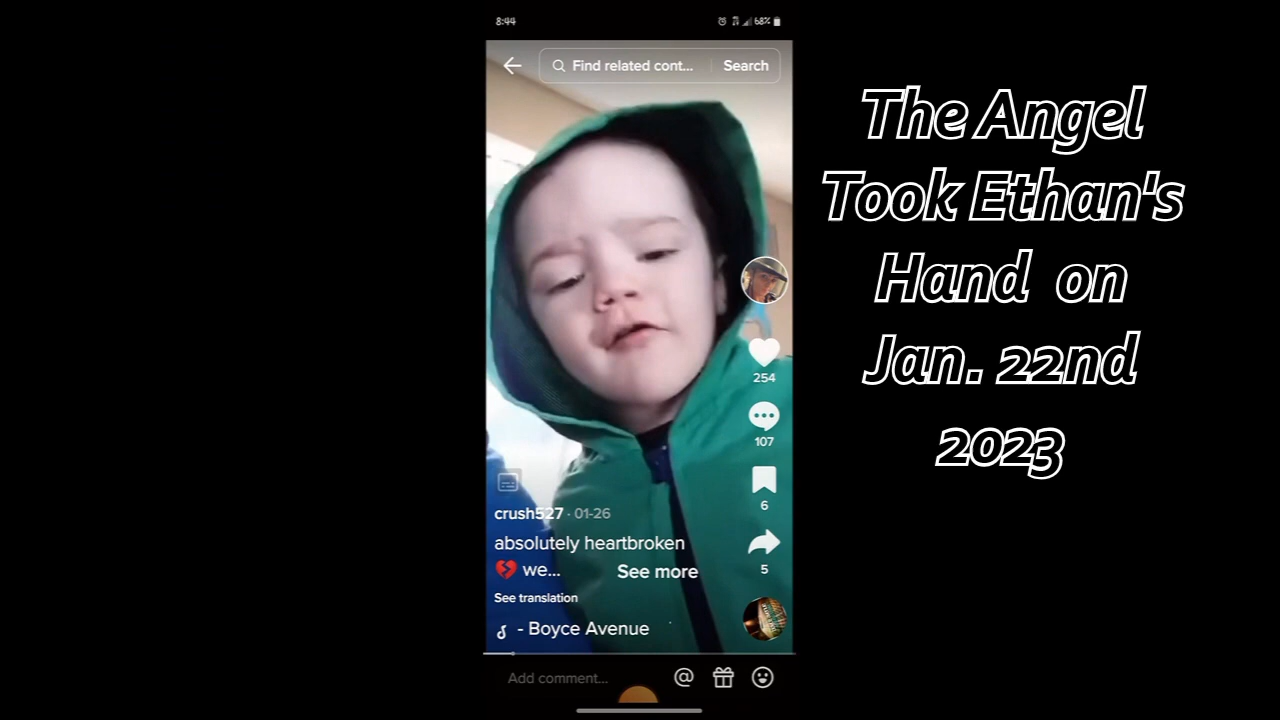 8:44
68%
Find related cont...
Search
The Angel
Took Ethan's
Hand on
Jan. 22nd
2023
254
107
6
crush527 · 01-26
absolutely heartbroken
💔 we... See more
5
See translation
- Boyce Avenue
Add comment...
@